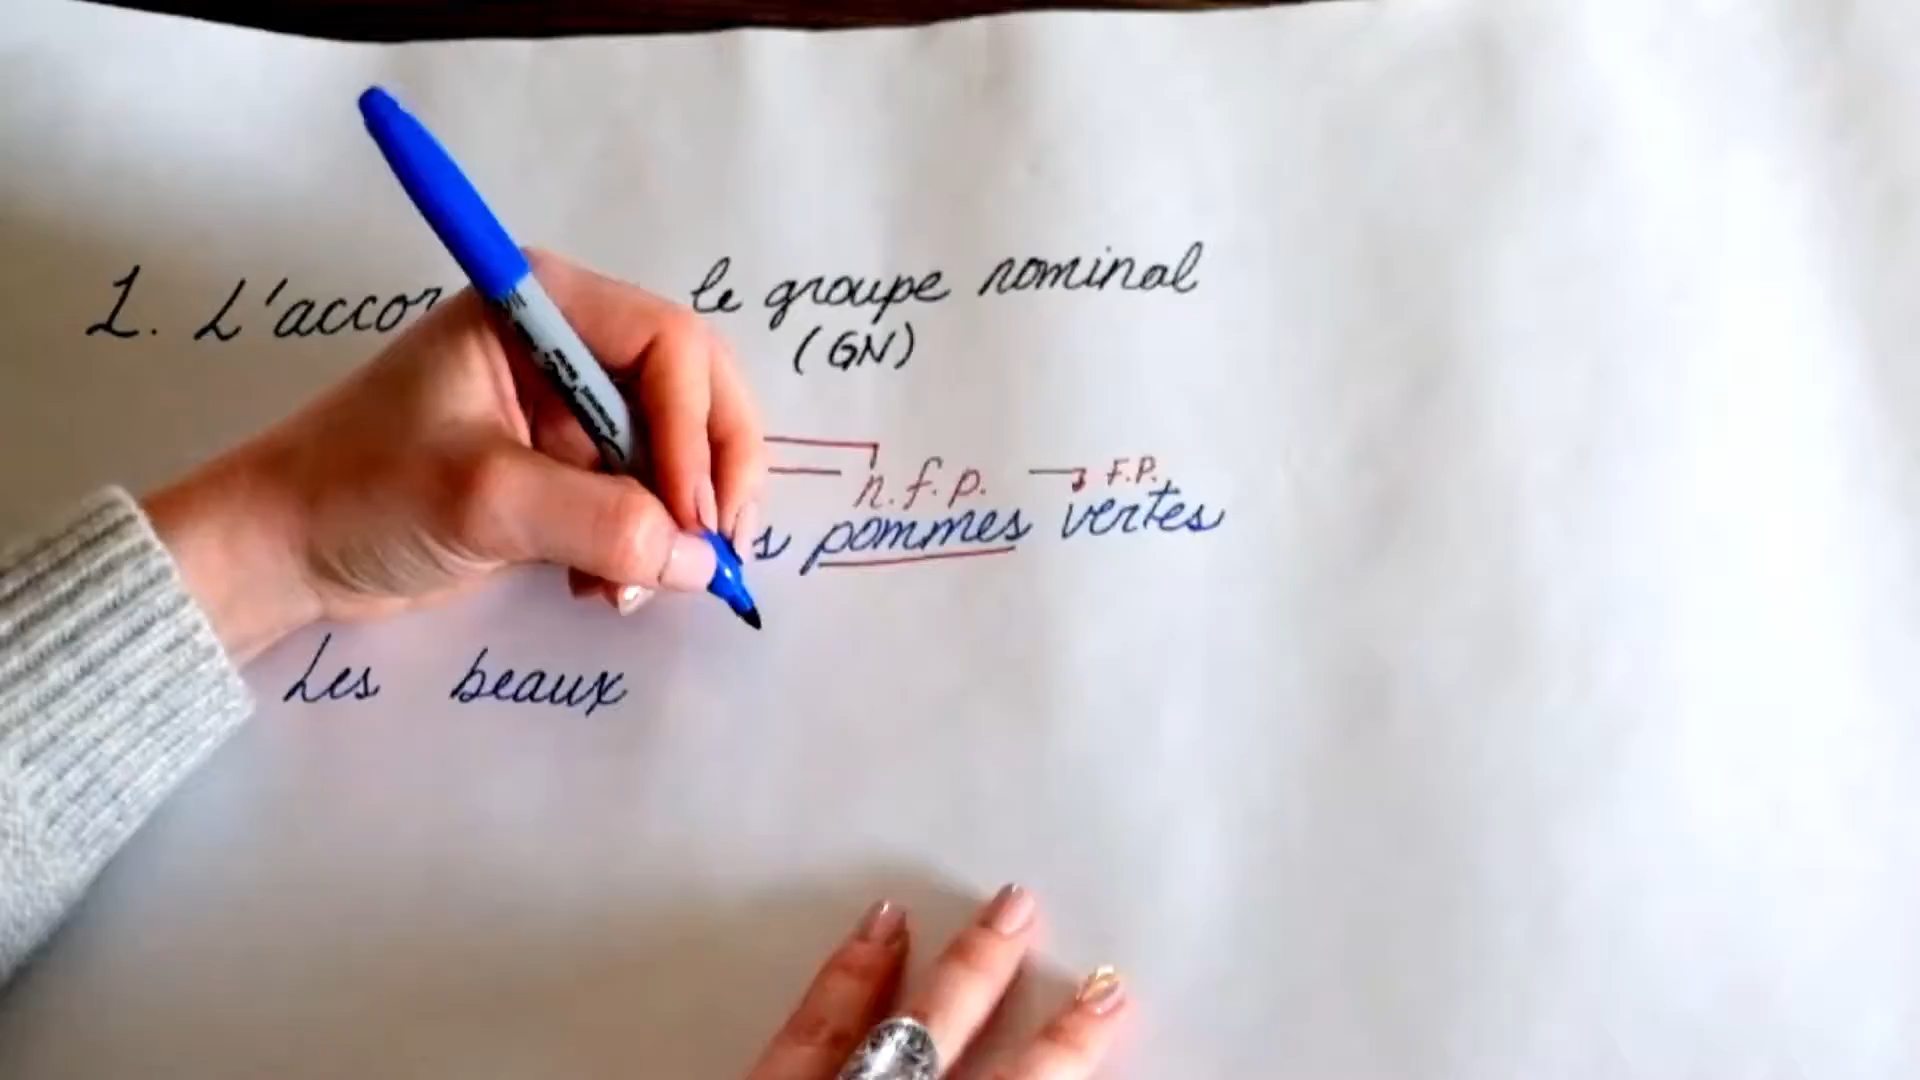 1. L'accor le groupe nominal
(GN)
n.f.p. F.P.
s pommes vertes
Les beaux